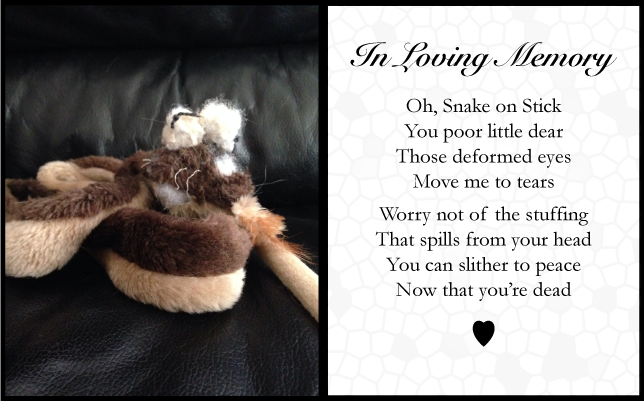 In Loving Memory
Oh, Snake on Stick
You poor little dear
Those deformed eyes
Move me to tears
Worry not of the stuffing
That spills from your head
You can slither to peace
Now that you're dead